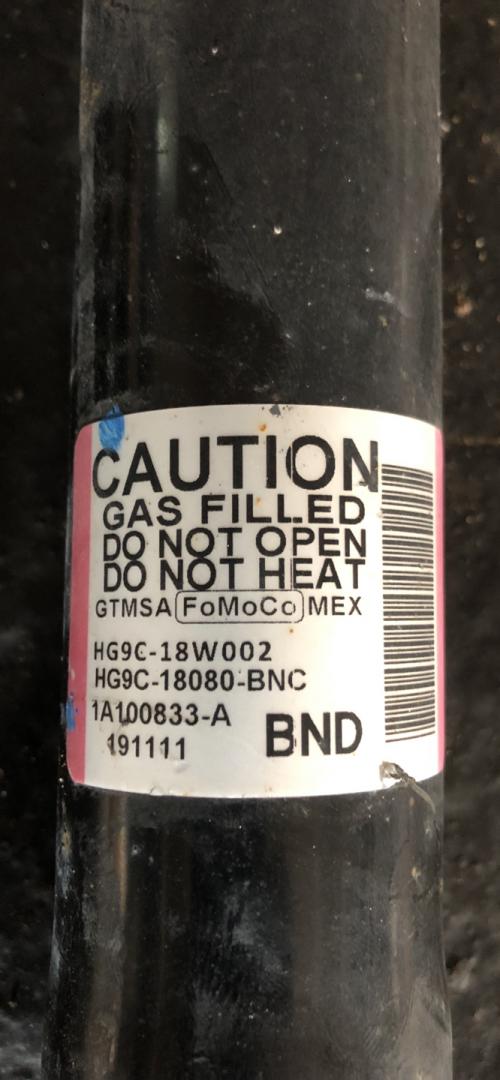 CAUTION
GAS FILLED
DO NOT OPEN
DO NOT HEAT
GTMSA FoMoCo MEX
HG9C-18W002
HG9C-18080-BNC
1A100833-A
191111 BND